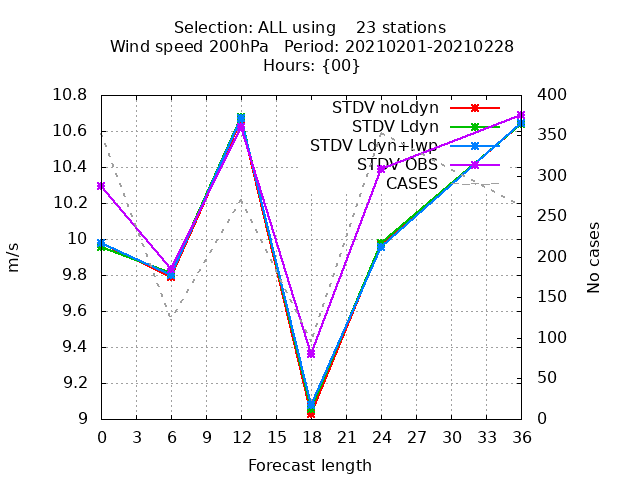 Selection: ALL using    23 stations
Wind speed 200hPa   Period: 20210201-20210228
Hours: {00}
STDV noLdyn
STDV Ldyn
STDV Ldyn+lwp
STDV OBS
CASES
10.8
10.6
10.4
10.2
10
9.8
9.6
9.4
9.2
9
m/s
400
350
300
250
200
150
100
50
0
No cases
0 3 6 9 12 15 18 21 24 27 30 33 36
Forecast length